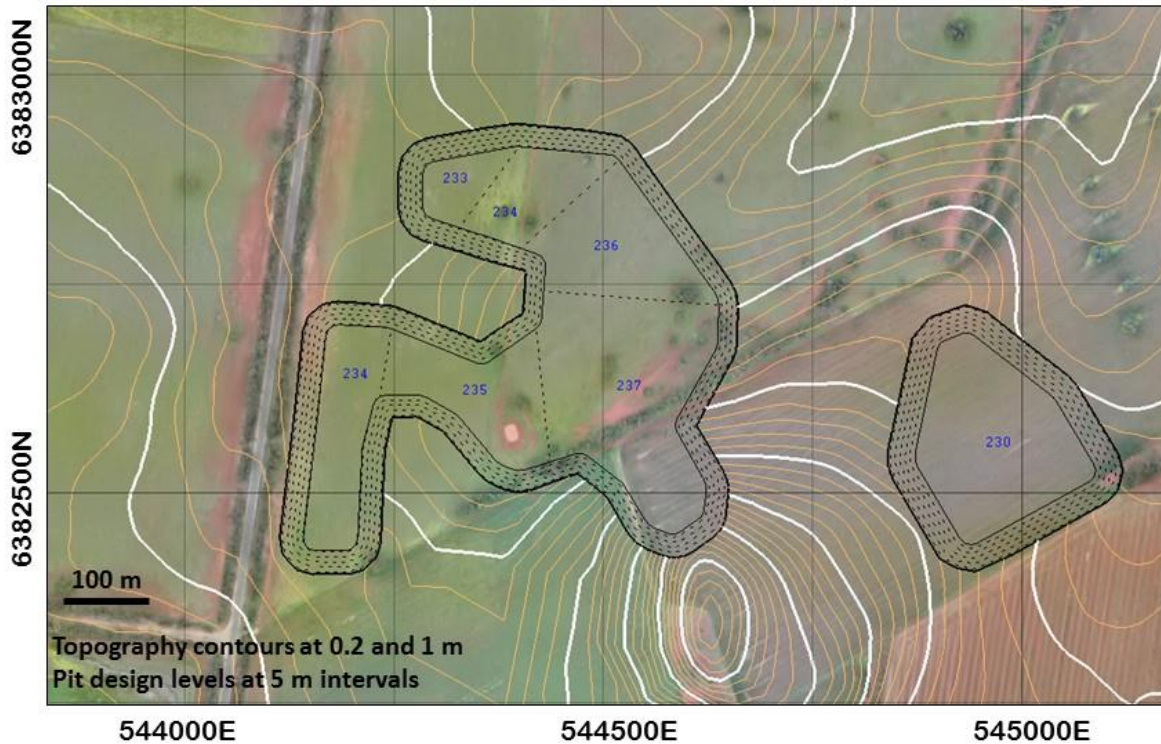 6383000N
233
234
236
234
235
237
230
6382500N
100 m
Topography contours at 0.2 and 1 m
Pit design levels at 5 m intervals
544000E
544500E
545000E